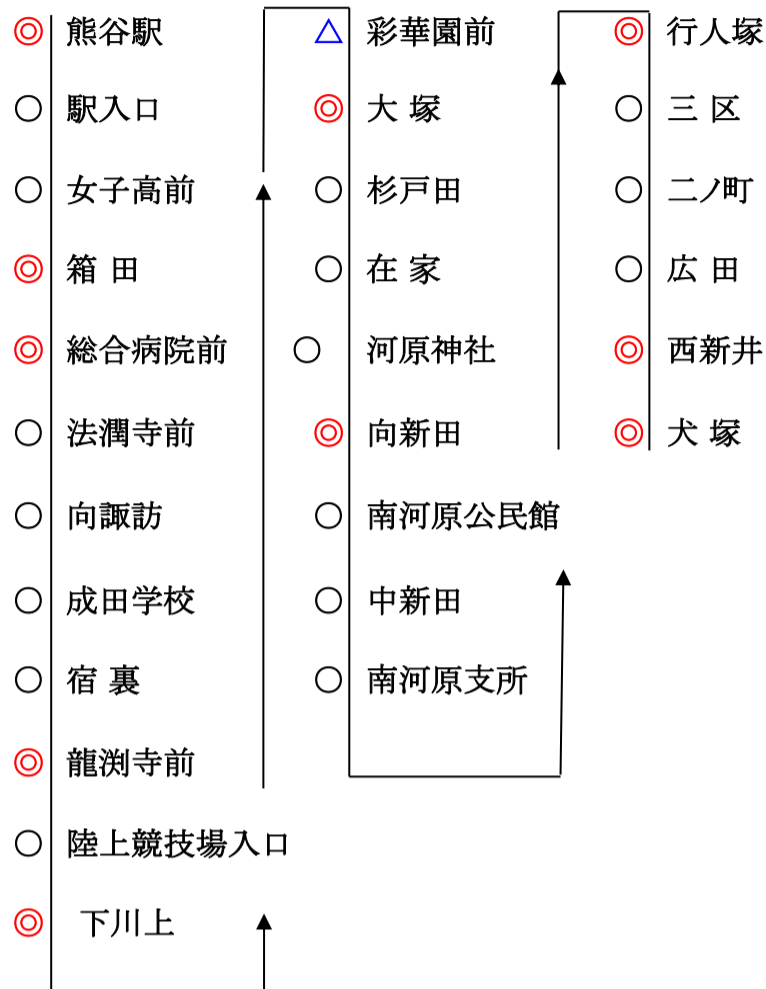 ◎ 熊谷駅
○ 駅入口
○ 女子高前
◎ 箱 田
◎ 総合病院前
○ 法潤寺前
○ 向諏訪
○ 成田学校
○ 宿 裏
◎ 龍渕寺前
○ 陸上競技場入口
◎ 下川上
△ 彩華園前
◎ 大 塚
○ 杉戸田
○ 在 家
○ 河原神社
◎ 向新田
○ 南河原公民館
○ 中新田
○ 南河原支所
◎ 行人塚
○ 三 区
○ 二ノ町
○ 広 田
◎ 西新井
◎ 犬 塚